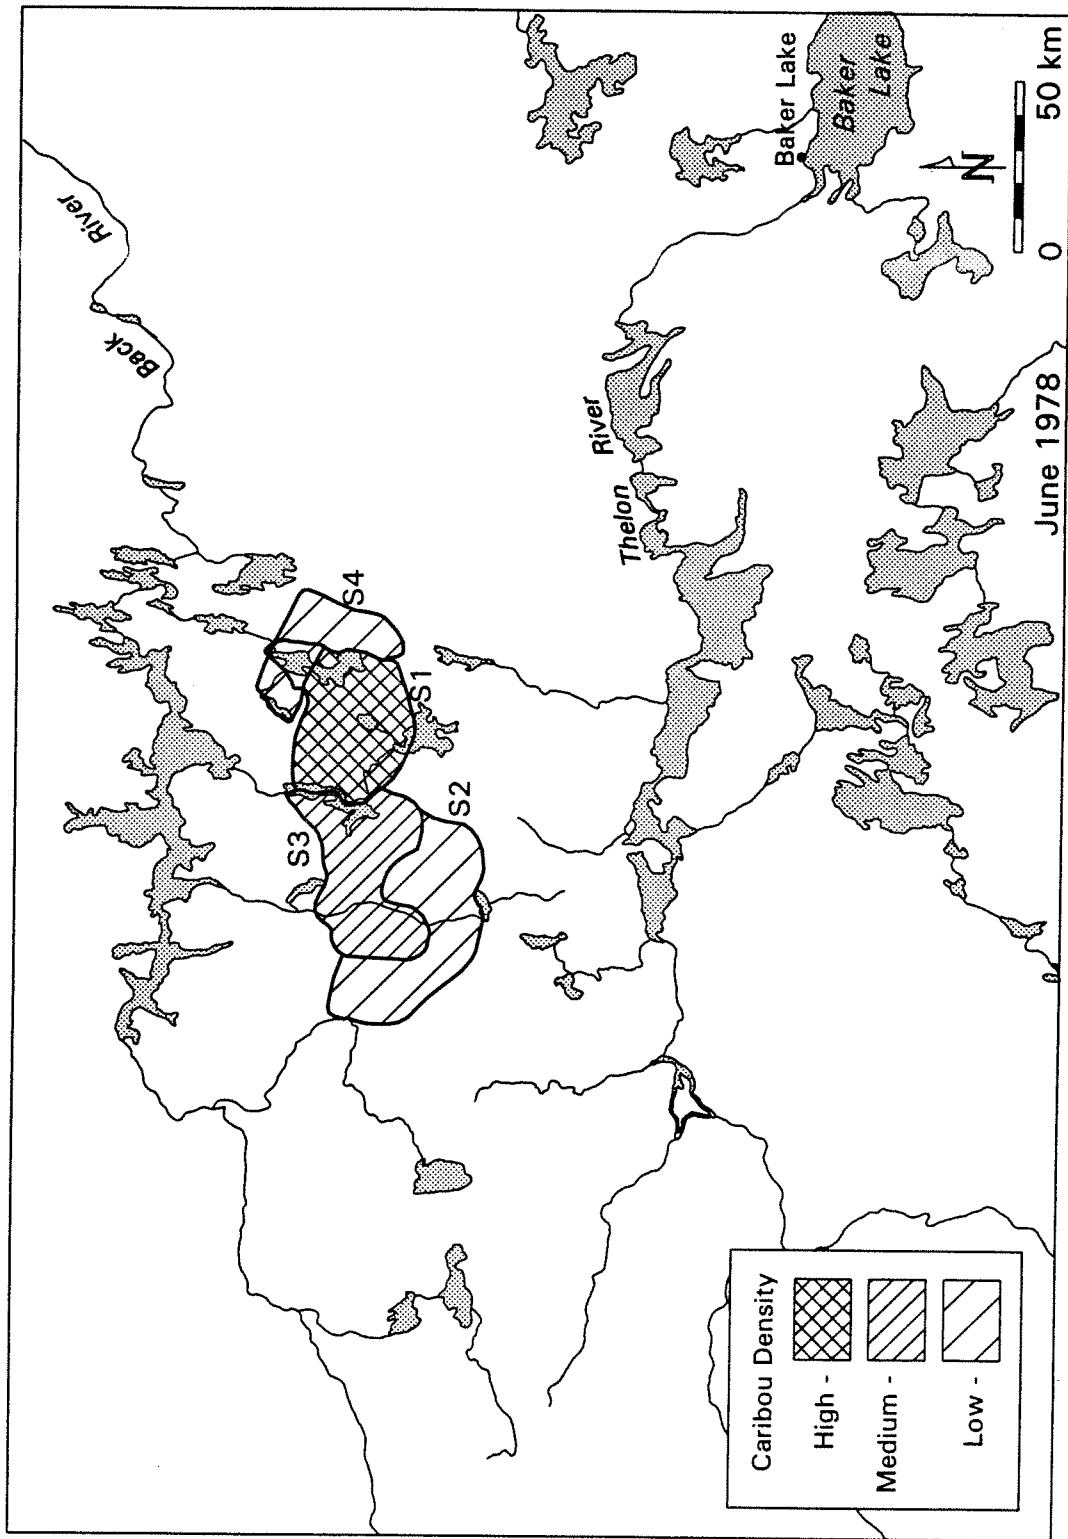 Back
River
S4
S1
S3
S2
Thelon
River
Baker Lake
Baker
Lake
N
0
50 km
June 1978
Caribou Density
High -
Medium -
Low -